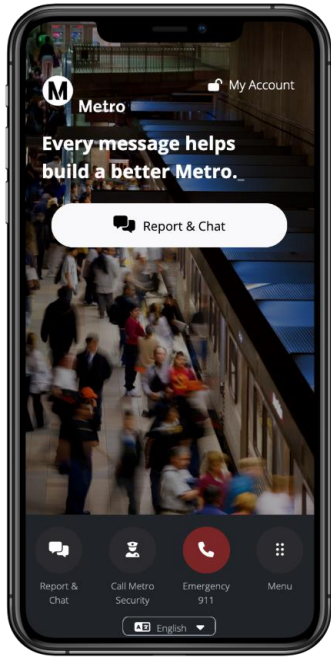 M
Metro
My Account
Every message helps
build a better Metro._
Report & Chat
Report &
Chat
Call Metro
Security
Emergency
911
Menu
English